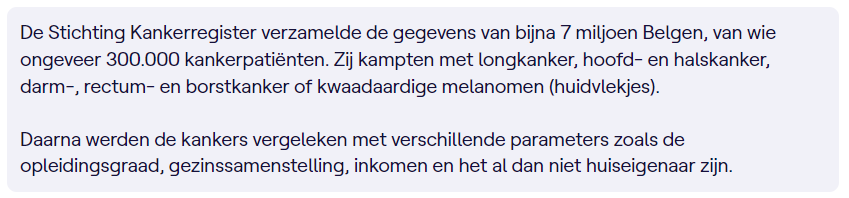 De Stichting Kankerregister verzamelde de gegevens van bijna 7 miljoen Belgen, van wie
ongeveer 300.000 kankerpatiënten. Zij kampten met longkanker, hoofd- en halskanker,
darm-, rectum- en borstkanker of kwaadaardige melanomen (huidvlekjes).
Daarna werden de kankers vergeleken met verschillende parameters zoals de
opleidingsgraad, gezinssamenstelling, inkomen en het al dan niet huiseigenaar zijn.